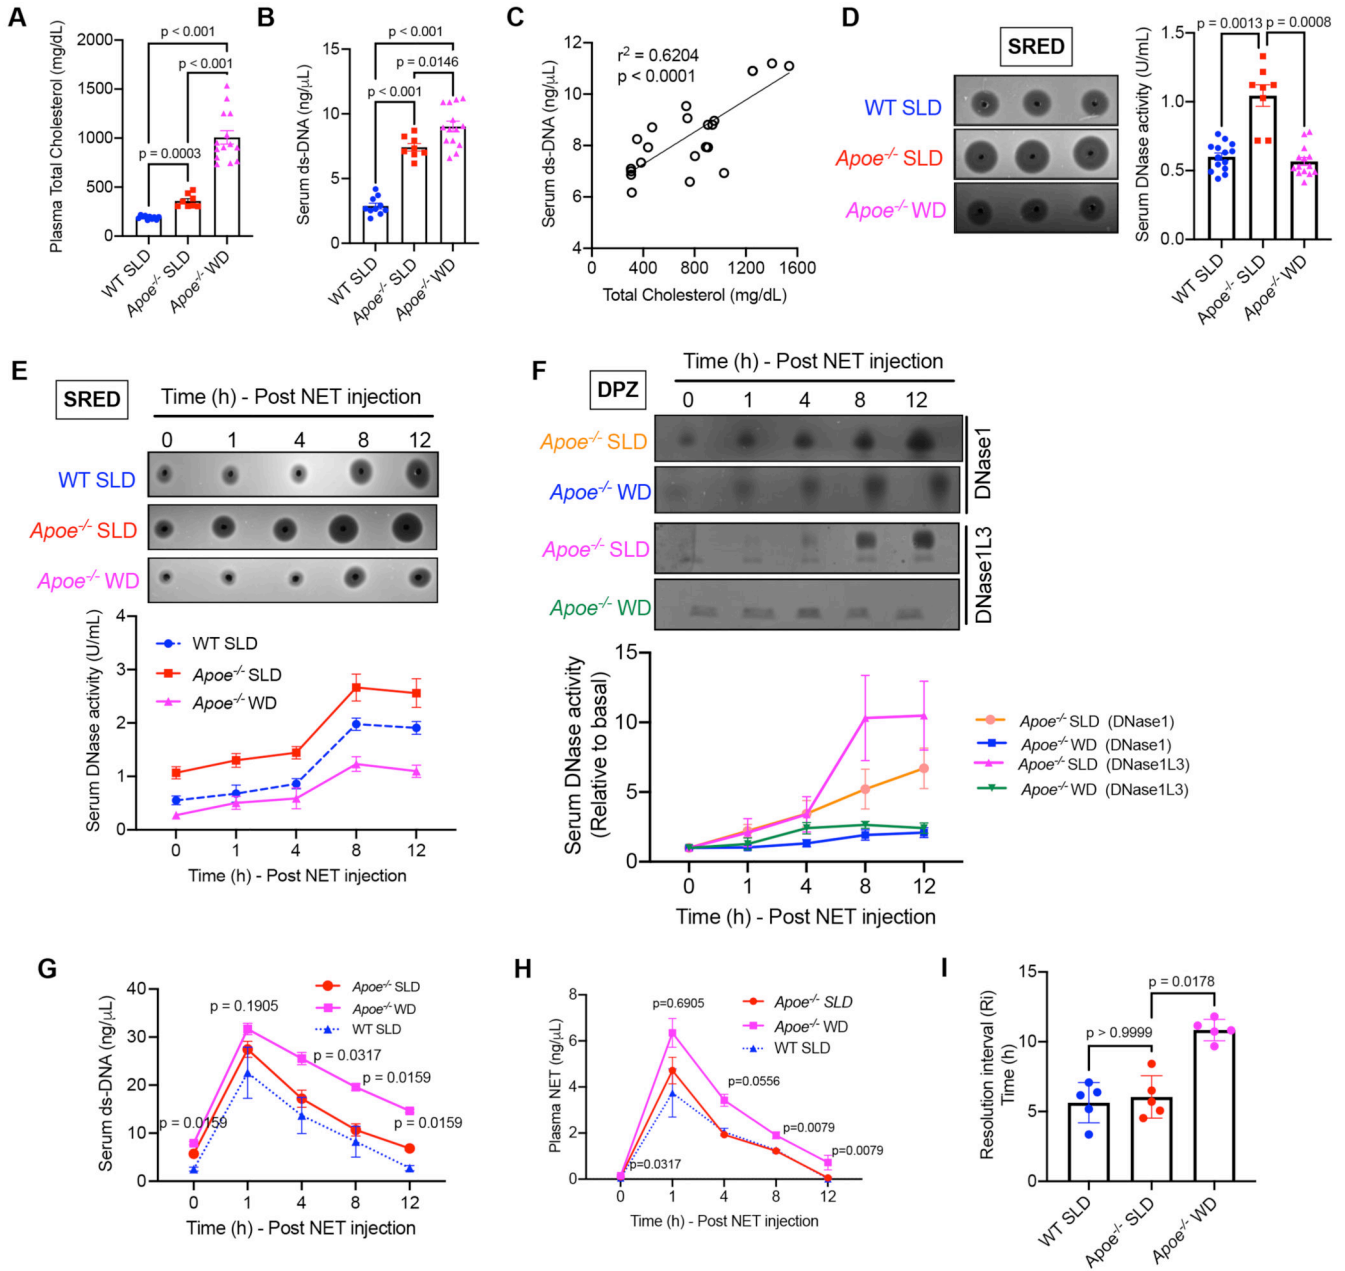 A
Plasma Total Cholesterol (mg/dL)
2000
1500
1000
500
0
p < 0.001
p < 0.001
p = 0.0003
WT SLD
Apoe-/- SLD
Apoe-/- WD
B
Serum ds-DNA (ng/μL)
15
10
5
0
p < 0.001
p = 0.0146
p < 0.001
WT SLD
Apoe-/- SLD
Apoe-/- WD
C
Serum ds-DNA (ng/μL)
12
10
8
6
4
r2 = 0.6204
p < 0.0001
0 400 800 1200 1600
Total Cholesterol (mg/dL)
D
SRED
WT SLD
Apoe-/- SLD
Apoe-/- WD
Serum DNase activity (U/mL)
1.5
1.0
0.5
0.0
p = 0.0013 p = 0.0008
WT SLD
Apoe-/- SLD
Apoe-/- WD
E
SRED
Time (h) - Post NET injection
0 1 4 8 12
WT SLD
Apoe-/- SLD
Apoe-/- WD
Serum DNase activity (U/mL)
4
3
2
1
0
WT SLD
Apoe-/- SLD
Apoe-/- WD
0 1 4 8 12
Time (h) - Post NET injection
F
DPZ
Time (h) - Post NET injection
0 1 4 8 12
Apoe-/- SLD
Apoe-/- WD
DNase1
Apoe-/- SLD
Apoe-/- WD
DNase1L3
Serum DNase activity
(Relative to basal)
15
10
5
0
0 1 4 8 12
Time (h) - Post NET injection
Apoe-/- SLD (DNase1)
Apoe-/- WD (DNase1)
Apoe-/- SLD (DNase1L3)
Apoe-/- WD (DNase1L3)
G
Serum ds-DNA (ng/μL)
40
30
20
10
0
p = 0.1905
p = 0.0317
p = 0.0159
p = 0.0159
p = 0.0159
Apoe-/- SLD
Apoe-/- WD
WT SLD
0 1 4 8 12
Time (h) - Post NET injection
H
Plasma NET (ng/μL)
8
6
4
2
0
p=0.6905
p=0.0556
p=0.0079
p=0.0079
p=0.0317
Apoe-/- SLD
Apoe-/- WD
WT SLD
0 1 4 8 12
Time (h) - Post NET injection
I
Resolution interval (Ri)
Time (h)
15
10
5
0
p = 0.0178
p > 0.9999
WT SLD
Apoe-/- SLD
Apoe-/- WD